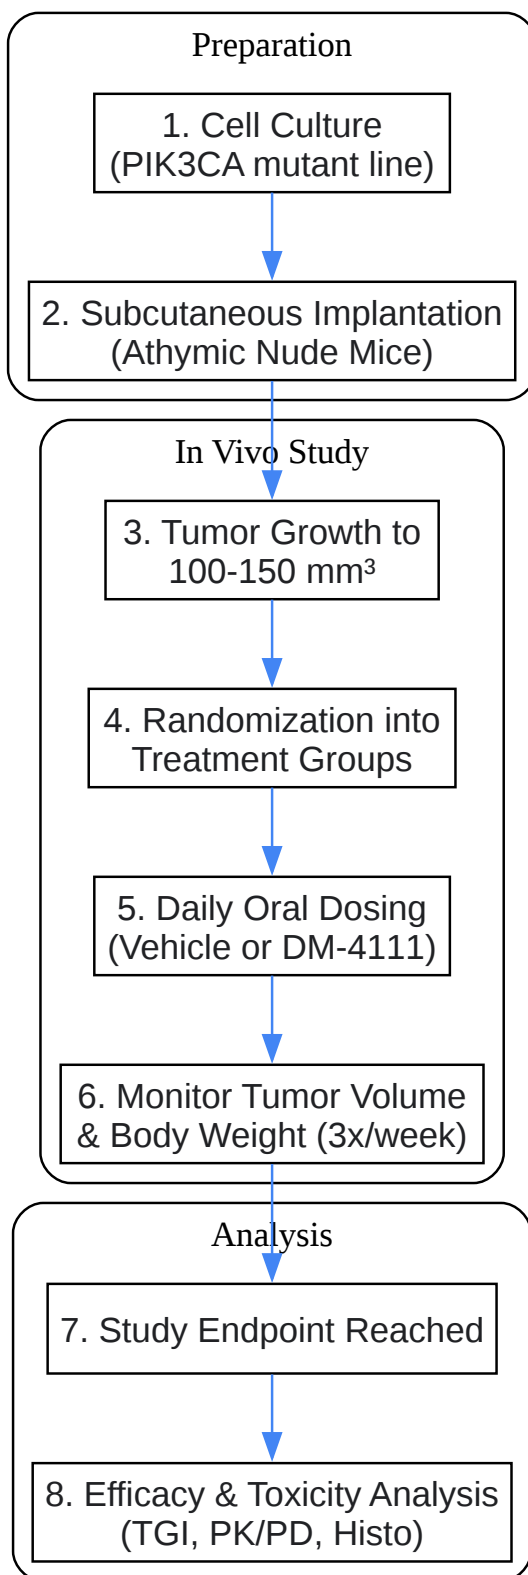 Preparation
1. Cell Culture
(PIK3CA mutant line)
2. Subcutaneous Implantation
(Athymic Nude Mice)
In Vivo Study
3. Tumor Growth to
100-150 mm³
4. Randomization into
Treatment Groups
5. Daily Oral Dosing
(Vehicle or DM-4111)
6. Monitor Tumor Volume
& Body Weight (3x/week)
Analysis
7. Study Endpoint Reached
8. Efficacy & Toxicity Analysis
(TGI, PK/PD, Histo)